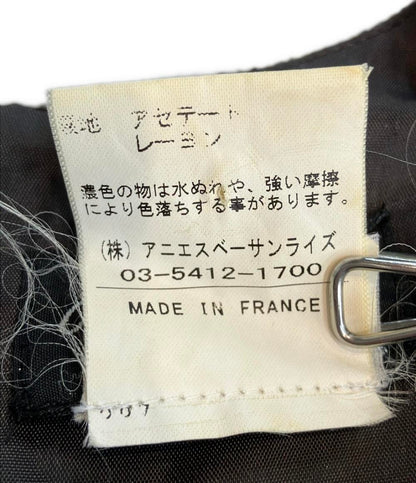 表地 アセテート
レーヨン
濃色の物は水ぬれや、強い摩擦
により色落ちする事があります。
(株) アニエスベーサンライズ
03-5412-1700
MADE IN FRANCE